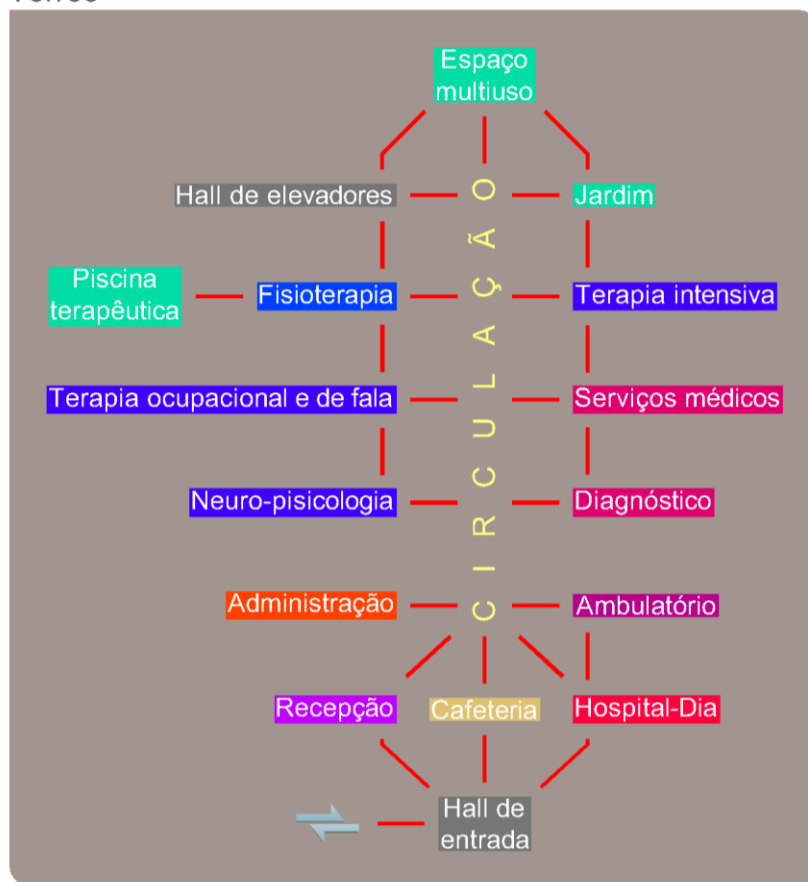 Espaço
multiuso
Hall de elevadores
Jardim
Piscina
terapêutica
Fisioterapia
Terapia intensiva
Terapia ocupacional e de fala
Serviços médicos
Neuro-pisicologia
Diagnóstico
CIRCULAÇÃO
Administração
Ambulatório
Recepção
Cafeteria
Hospital-Dia
Hall de
entrada